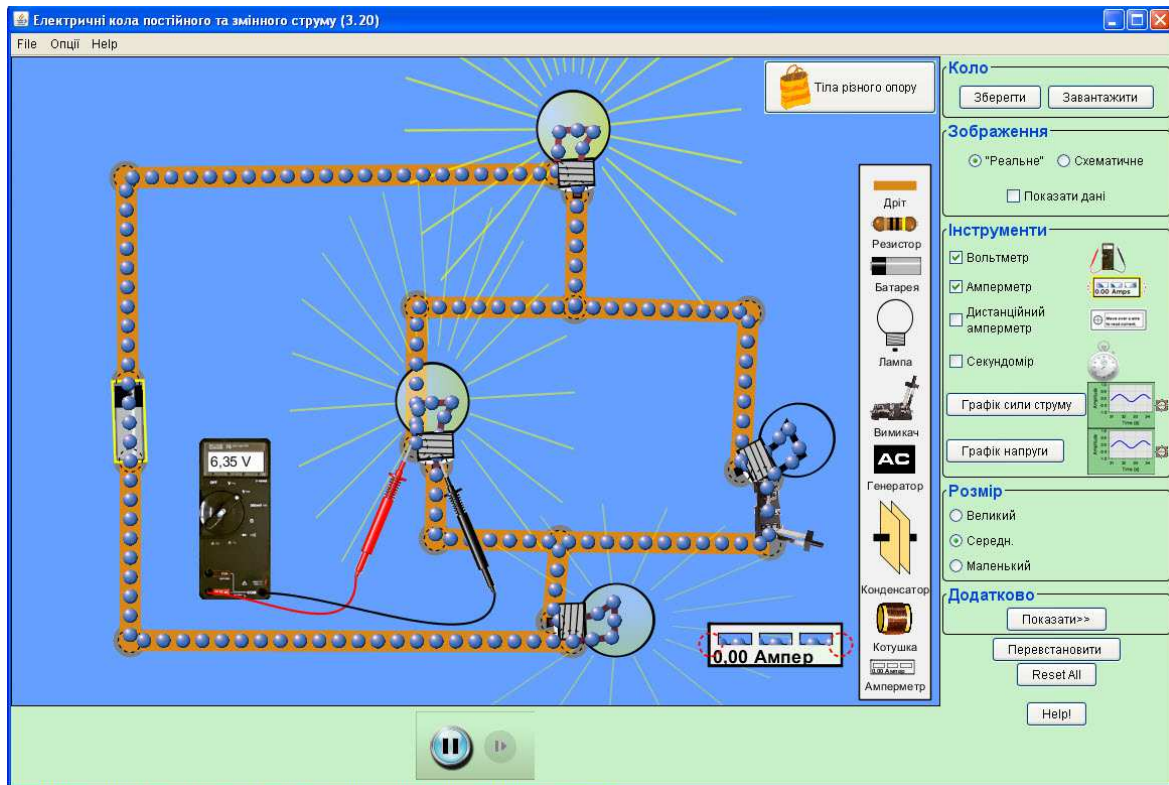 Електричні кола постійного та змінного струму (3.20)
File Опції Help
Тіла різного опору
6,35 V
0,00 Ампер
Дріт
Резистор
Батарея
Лампа
Вимикач
AC
Генератор
Конденсатор
Котушка
0,00 Ампер
Амперметр
Коло
Зберегти Завантажити
Зображення
"Реальне" Схематичне
Показати дані
Інструменти
Вольтметр
Амперметр
0.00 Amps
Дистанційний
амперметр
Секундомір
Графік сили струму
Графік напруги
Розмір
Великий
Середн.
Маленький
Додатково
Показати>>
Перевстановити
Reset All
Help!